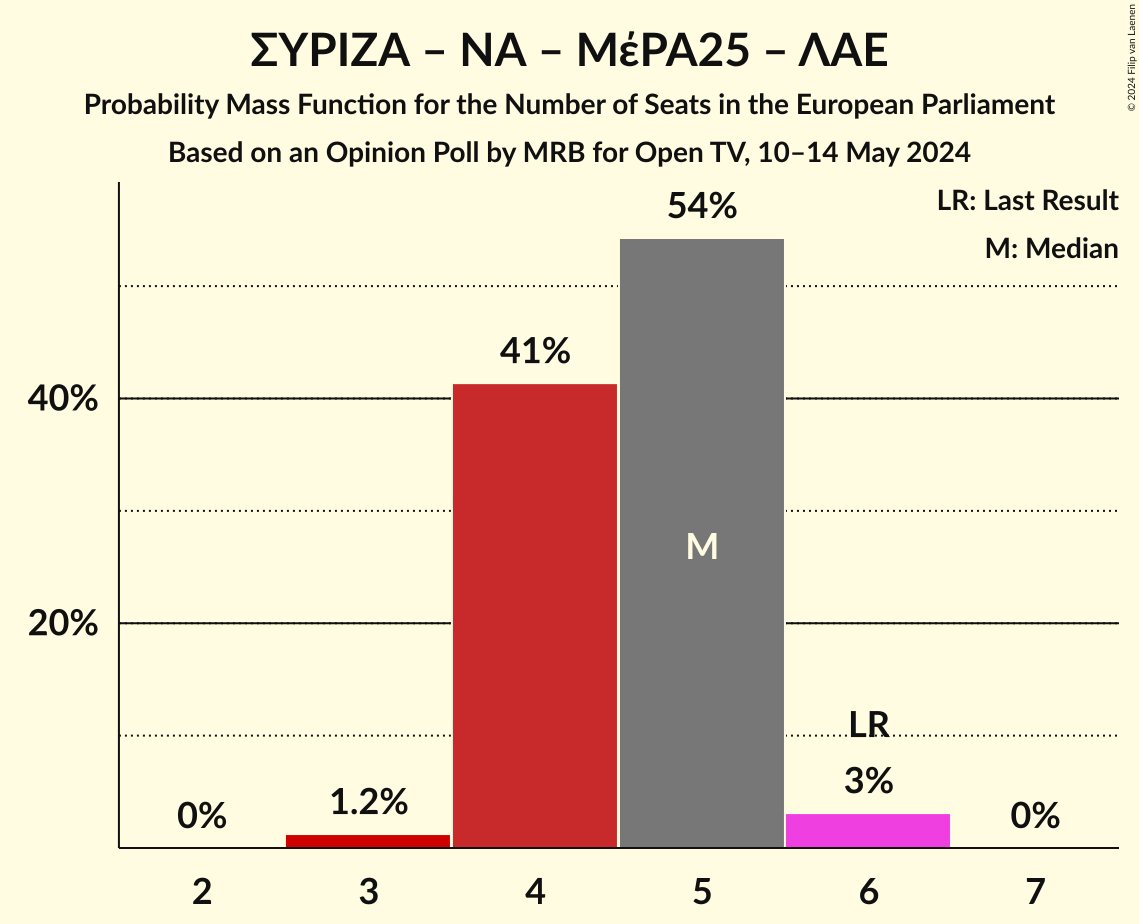 ΣΥΡΙΖΑ – ΝΑ – ΜέΡΑ25 – ΛΑΕ
Probability Mass Function for the Number of Seats in the European Parliament
Based on an Opinion Poll by MRB for Open TV, 10–14 May 2024
© 2024 Filip van Laenen
LR: Last Result
M: Median
54%
41%
40%
M
20%
LR
3%
1.2%
0%
0%
2 3 4 5 6 7